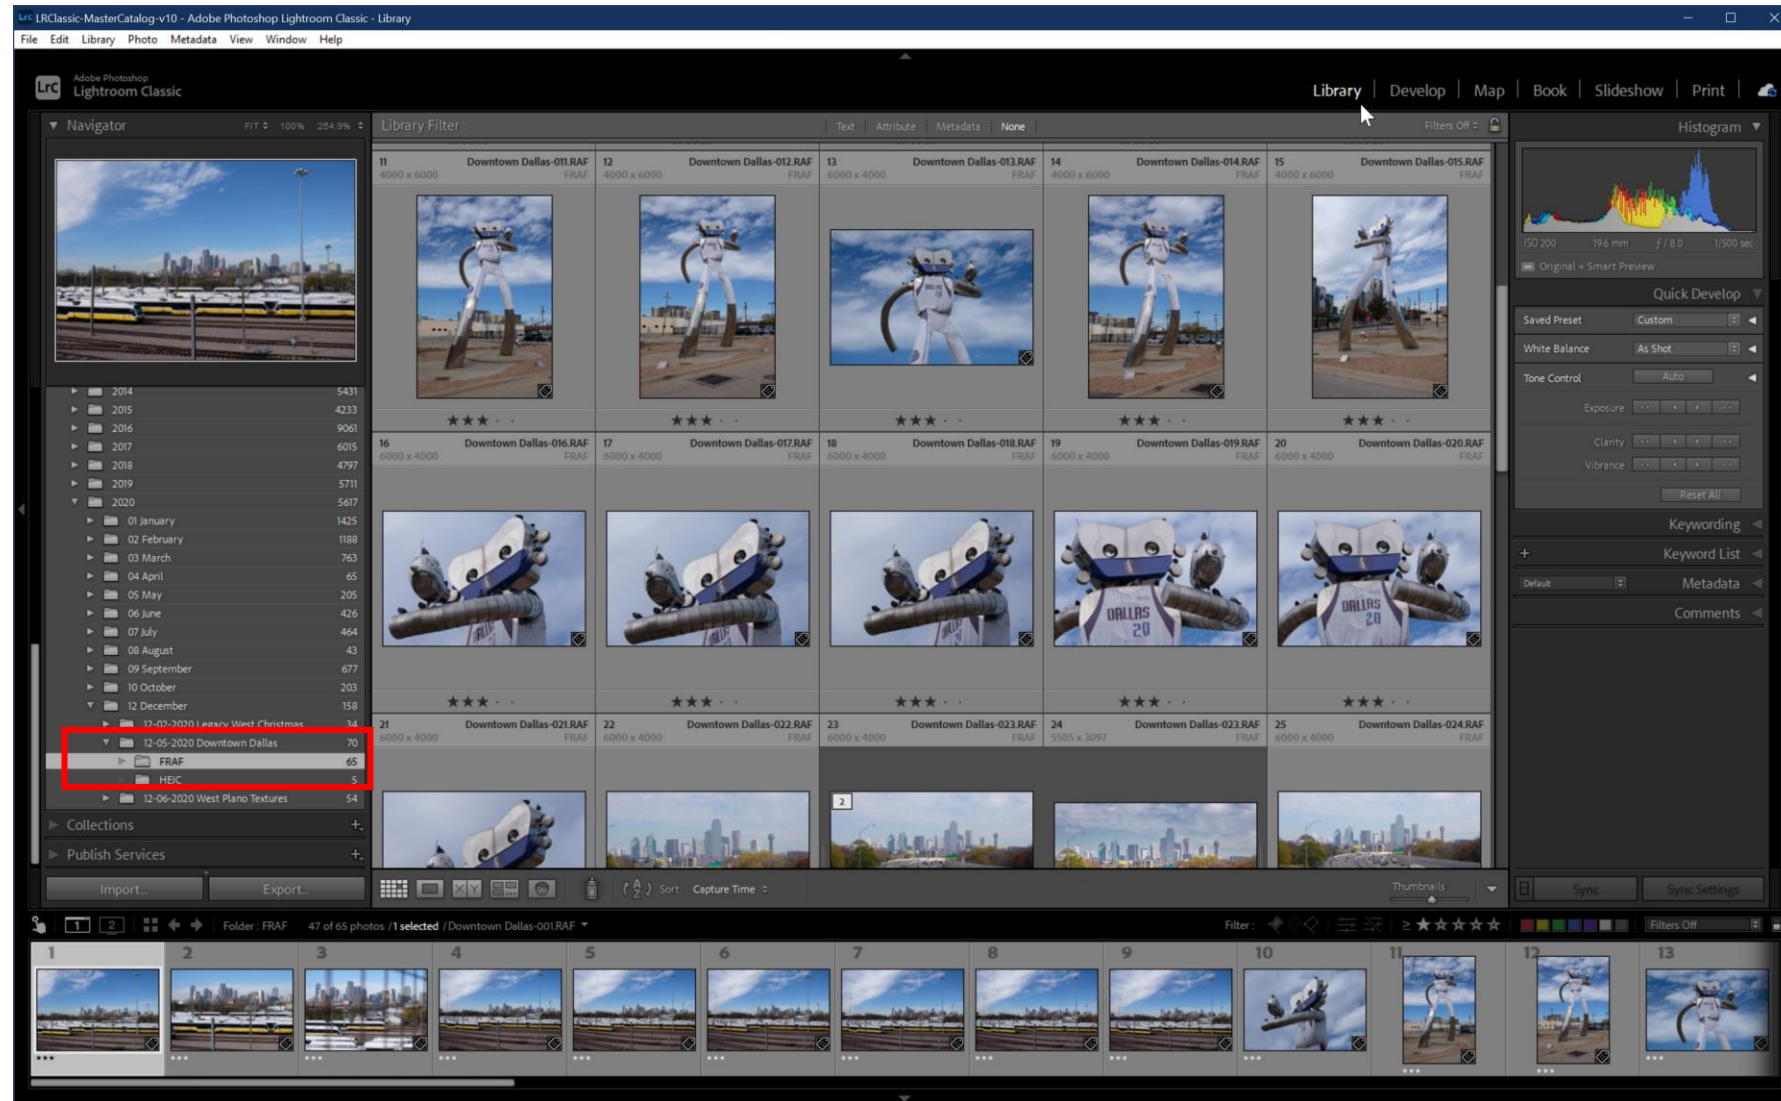 LrC LRClassic-MasterCatalog-v10 - Adobe Photoshop Lightroom Classic - Library
File Edit Library Photo Metadata View Window Help
LrC Adobe Photoshop
Lightroom Classic
Library | Develop | Map | Book | Slideshow | Print
Navigator FIT 100% 254.9%
2014 5431
2015 4233
2016 9061
2017 6015
2018 4797
2019 5711
2020 5617
01 January 1425
02 February 1188
03 March 763
04 April 65
05 May 205
06 June 426
07 July 464
08 August 43
09 September 677
10 October 203
12 December 158
12-02-2020 Legacy West Christmas 34
12-05-2020 Downtown Dallas 70
FRAF 65
HEIC 5
12-06-2020 West Plano Textures 54
Collections
Publish Services
Import... Export...
Library Filter : Text Attribute Metadata None Filters Off
11 Downtown Dallas-011.RAF
4000 x 6000 FRAF
12 Downtown Dallas-012.RAF
4000 x 6000 FRAF
13 Downtown Dallas-013.RAF
6000 x 4000 FRAF
14 Downtown Dallas-014.RAF
4000 x 6000 FRAF
15 Downtown Dallas-015.RAF
4000 x 6000 FRAF
16 Downtown Dallas-016.RAF
6000 x 4000 FRAF
17 Downtown Dallas-017.RAF
6000 x 4000 FRAF
18 Downtown Dallas-018.RAF
6000 x 4000 FRAF
19 Downtown Dallas-019.RAF
6000 x 4000 FRAF
20 Downtown Dallas-020.RAF
6000 x 4000 FRAF
DALLAS
20
DALLAS
20
21 Downtown Dallas-021.RAF
6000 x 4000 FRAF
22 Downtown Dallas-022.RAF
6000 x 4000 FRAF
23 Downtown Dallas-023.RAF
6000 x 4000 FRAF
24 Downtown Dallas-023.RAF
5505 x 3097 FRAF
25 Downtown Dallas-024.RAF
6000 x 4000 FRAF
2
Sort: Capture Time
Thumbnails
Histogram
ISO 200 19.6 mm ƒ / 8.0 1/500 sec
Original + Smart Preview
Quick Develop
Saved Preset Custom
White Balance As Shot
Tone Control Auto
Exposure
Clarity
Vibrance
Reset All
Keywording
Keyword List
Default Metadata
Comments
Sync Sync Settings
1 2 Folder : FRAF 47 of 65 photos / 1 selected / Downtown Dallas-001.RAF Filter : Filters Off
1 2 3 4 5 6 7 8 9 10 11 12 13